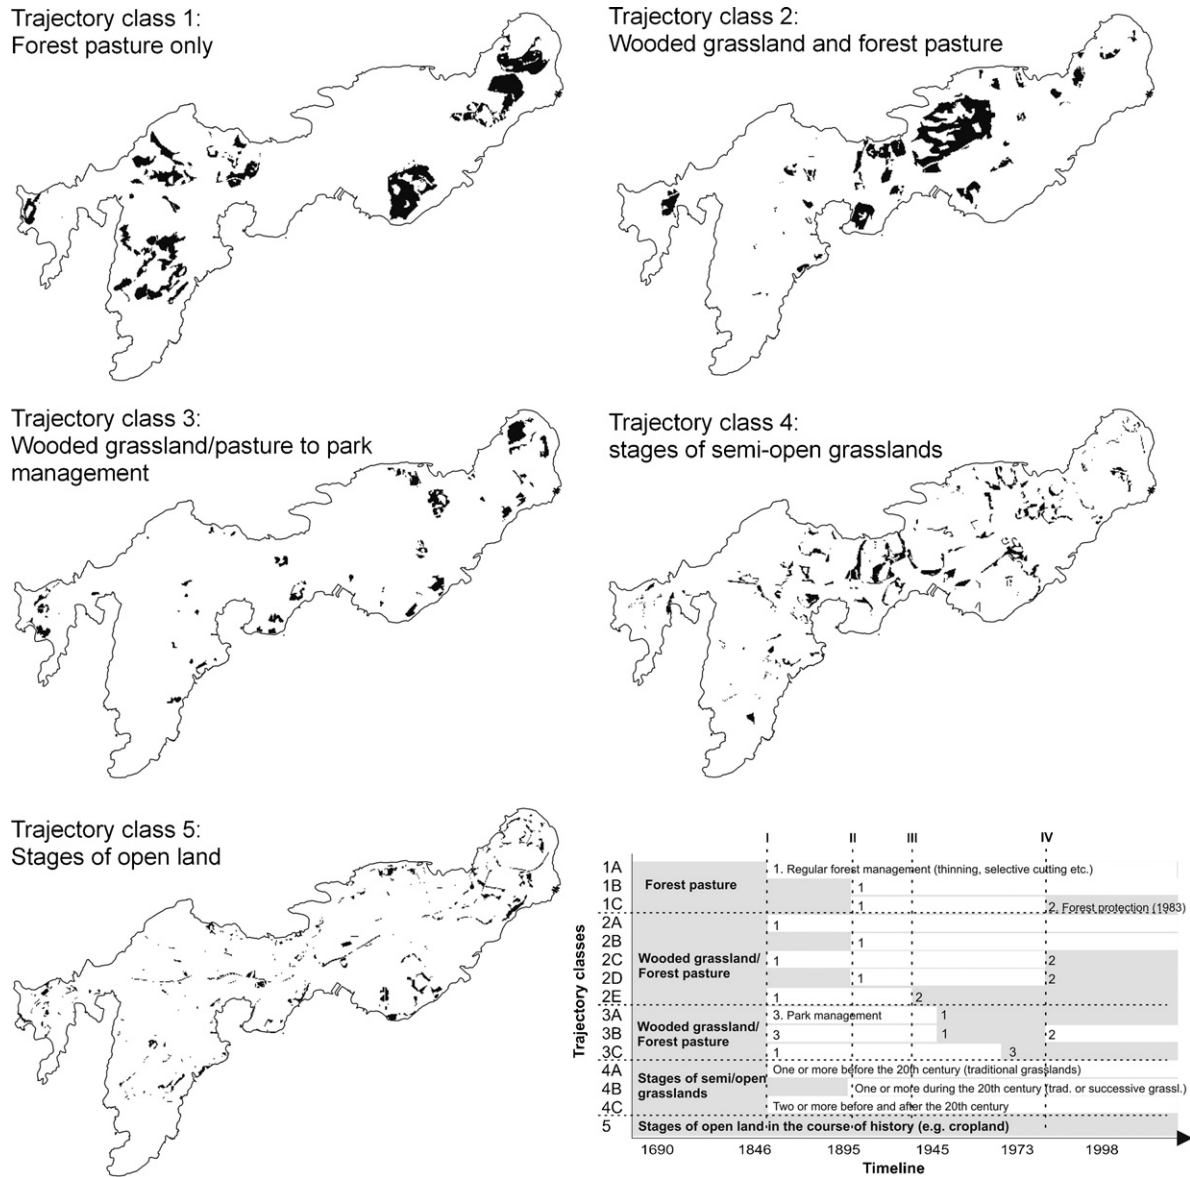 Trajectory class 1:
Forest pasture only
Trajectory class 2:
Wooded grassland and forest pasture
Trajectory class 3:
Wooded grassland/pasture to park
management
Trajectory class 4:
stages of semi-open grasslands
Trajectory class 5:
Stages of open land
I II III IV
Trajectory classes
1A 1. Regular forest management (thinning, selective cutting etc.)
Forest pasture
1B 1
1C 1 2. Forest protection (1983)
2A 1
2B 1
Wooded grassland/
Forest pasture
2C 1 2
2D 1 2
2E 1 2
3A 3. Park management 1
Wooded grassland/
Forest pasture
3B 3 1 2
3C 1 3
4A One or more before the 20th century (traditional grasslands)
Stages of semi/open
grasslands
4B One or more during the 20th century (trad. or successive grassl.)
4C Two or more before and after the 20th century
5 Stages of open land in the course of history (e.g. cropland)
1690 1846 1895 1945 1973 1998
Timeline